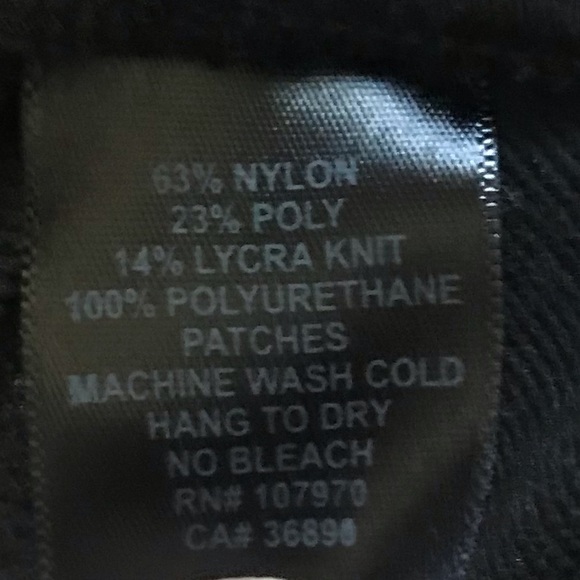 63% NYLON
23% POLY
14% LYCRA KNIT
100% POLYURETHANE
PATCHES
MACHINE WASH COLD
HANG TO DRY
NO BLEACH
RN# 107970
CA#